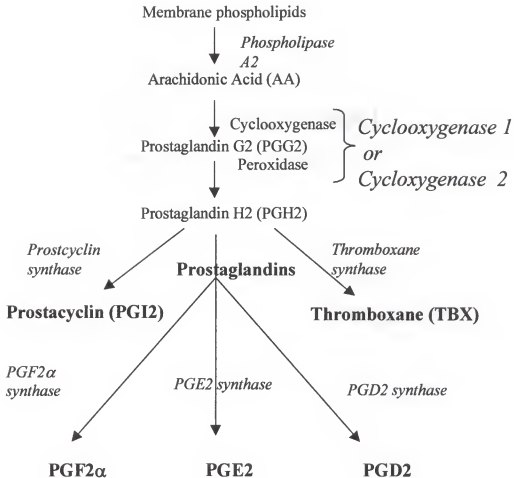 Membrane phospholipids
Phospholipase
A2
Arachidonic Acid (AA)
Cyclooxygenase
Prostaglandin G2 (PGG2)
Peroxidase
Cyclooxygenase 1
or
Cycloxygenase 2
Prostaglandin H2 (PGH2)
Prostcyclin
synthase
Thromboxane
synthase
Prostaglandins
Prostacyclin (PGI2)
Thromboxane (TBX)
PGF2α
synthase
PGE2 synthase
PGD2 synthase
PGF2α
PGE2
PGD2